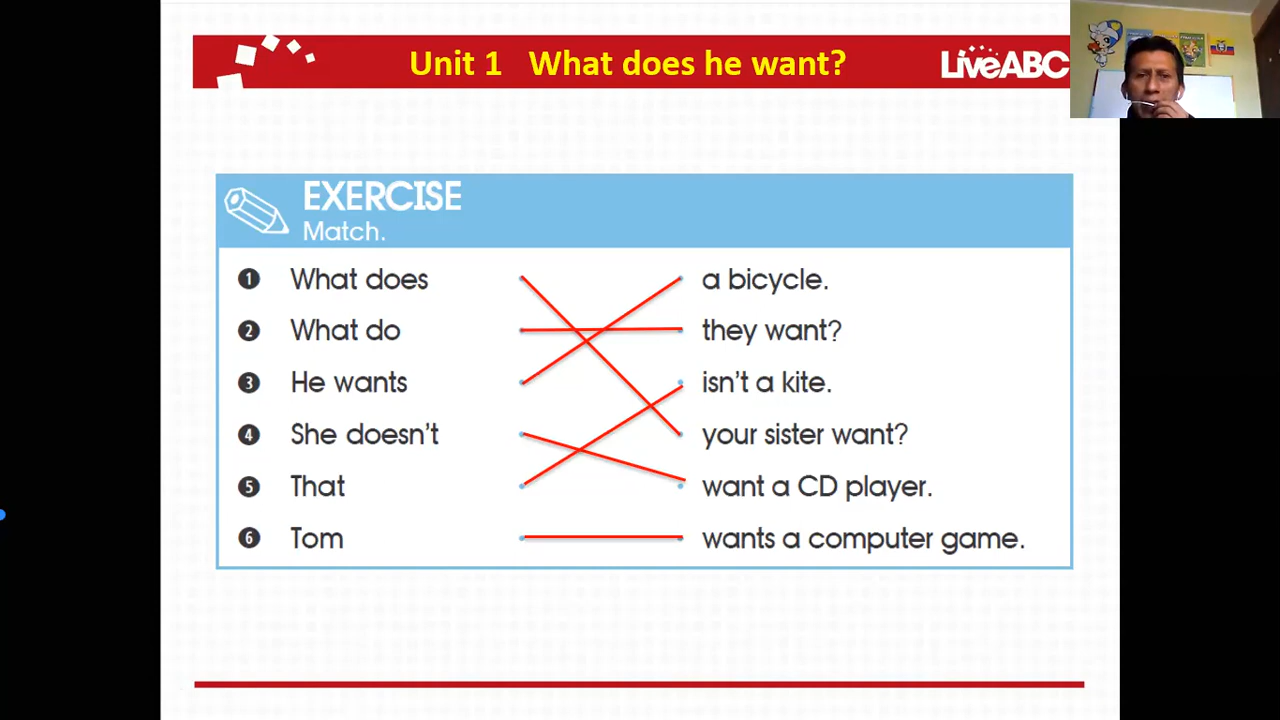 Unit 1 What does he want?
LiveABC
EXERCISE
Match.
1 What does a bicycle.
2 What do they want?
3 He wants isn't a kite.
4 She doesn't your sister want?
5 That want a CD player.
6 Tom wants a computer game.